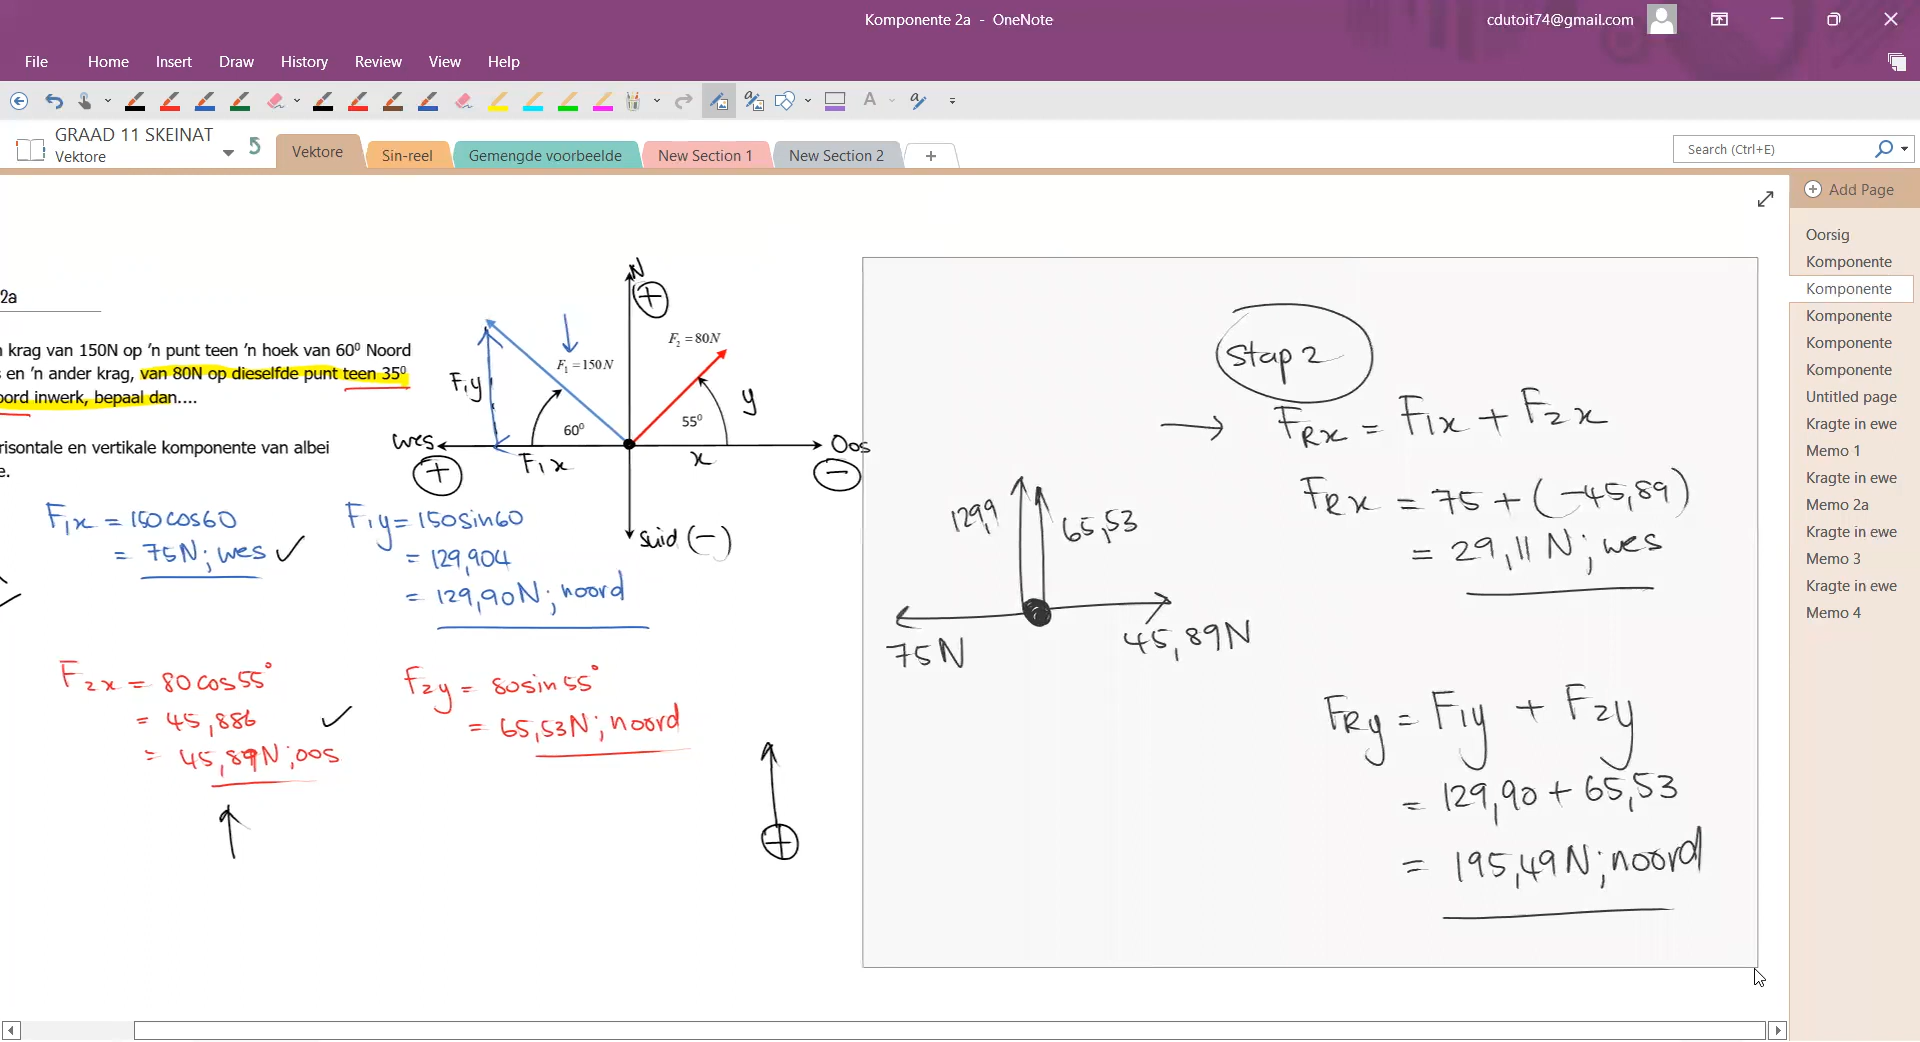 Komponente 2a - OneNote
cdutoit74@gmail.com
File Home Insert Draw History Review View Help
GRAAD 11 SKEINAT
Vektore
Vektore
Sin-reel
Gemengde voorbeelde
New Section 1
New Section 2
Search (Ctrl+E)
Add Page
Oorsig
Komponente
Komponente
Komponente
Komponente
Komponente
Untitled page
Kragte in ewe
Memo 1
Kragte in ewe
Memo 2a
Kragte in ewe
Memo 3
Kragte in ewe
Memo 4
2a
krag van 150N op 'n punt teen 'n hoek van 60⁰ Noord
en 'n ander krag, van 80N op dieselfde punt teen 35⁰
oord inwerk, bepaal dan....
risontale en vertikale komponente van albei
e.
N
+
F₁ = 150N
F₂ = 80N
F₁y
y
60⁰
55⁰
wes
Oos
+
F₁x
x
−
suid (−)
F₁x = 150cos60
= 75N; wes ✓
F₁y = 150sin60
= 129,904
= 129,90N; noord
F₂x = 80cos55°
= 45,886 ✓
= 45,89N; oos
F₂y = 80sin55°
= 65,53N; noord
+
Stap 2
→ FRx = F₁x + F₂x
FRx = 75 + (−45,89)
= 29,11N; wes
129,9
65,53
75N
45,89N
FRy = F₁y + F₂y
= 129,90 + 65,53
= 195,49N; noord